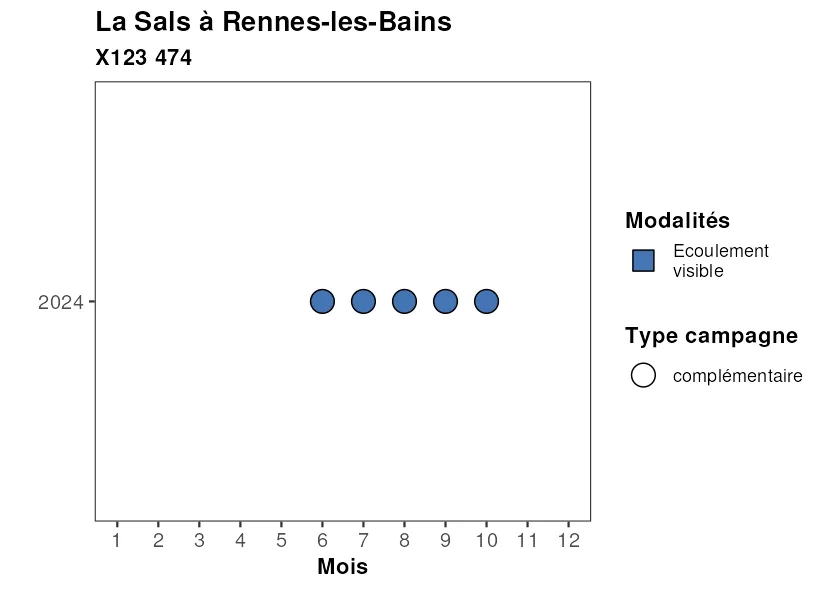 La Sals à Rennes-les-Bains
X123 474
2024
1 2 3 4 5 6 7 8 9 10 11 12
Mois
Modalités
Ecoulement
visible
Type campagne
complémentaire